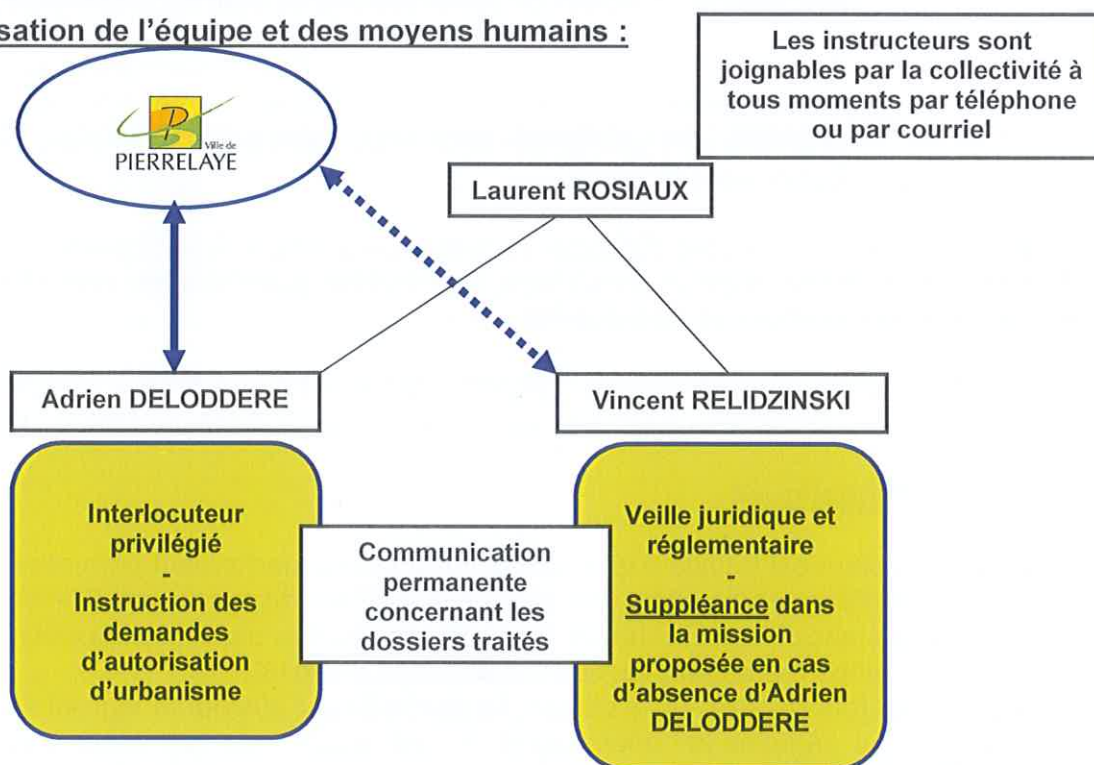 sation de l'équipe et des moyens humains :
Les instructeurs sont
joignables par la collectivité à
tous moments par téléphone
ou par courriel
P
Ville de
PIERRELAYE
Laurent ROSIAUX
Adrien DELODDERE
Vincent RELIDZINSKI
Interlocuteur
privilégié
-
Instruction des
demandes
d'autorisation
d'urbanisme
Communication
permanente
concernant les
dossiers traités
Veille juridique et
réglementaire
-
Suppléance dans
la mission
proposée en cas
d'absence d'Adrien
DELODDERE